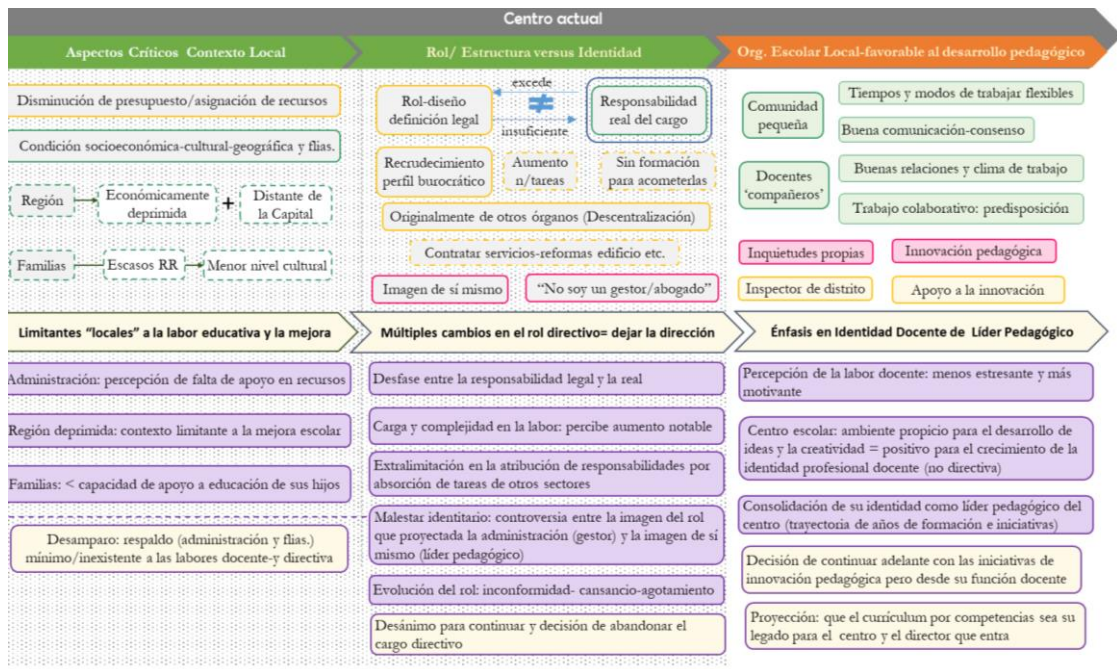 Centro actual
Aspectos Críticos Contexto Local
Rol/ Estructura versus Identidad
Org. Escolar Local-favorable al desarrollo pedagógico
Disminución de presupuesto/asignación de recursos
Condición socioeconómica-cultural-geográfica y flias.
Región
Económicamente
deprimida
+
Distante de
la Capital
Familias
Escasos RR
Menor nivel cultural
Rol-diseño
definición legal
excede
≠
insuficiente
Responsabilidad
real del cargo
Recrudecimiento
perfil burocrático
Aumento
n/tareas
Sin formación
para acometerlas
Originalmente de otros órganos (Descentralización)
Contratar servicios-reformas edificio etc.
Imagen de sí mismo
“No soy un gestor/abogado”
Comunidad
pequeña
Tiempos y modos de trabajar flexibles
Buena comunicación-consenso
Docentes
‘compañeros’
Buenas relaciones y clima de trabajo
Trabajo colaborativo: predisposición
Inquietudes propias
Innovación pedagógica
Inspector de distrito
Apoyo a la innovación
Limitantes “locales” a la labor educativa y la mejora
Múltiples cambios en el rol directivo= dejar la dirección
Énfasis en Identidad Docente de Líder Pedagógico
Administración: percepción de falta de apoyo en recursos
Región deprimida: contexto limitante a la mejora escolar
Familias: < capacidad de apoyo a educación de sus hijos
Desamparo: respaldo (administración y flias.)
mínimo/inexistente a las labores docente-y directiva
Desfase entre la responsabilidad legal y la real
Carga y complejidad en la labor: percibe aumento notable
Extralimitación en la atribución de responsabilidades por
absorción de tareas de otros sectores
Malestar identitario: controversia entre la imagen del rol
que proyectada la administración (gestor) y la imagen de sí
mismo (líder pedagógico)
Evolución del rol: inconformidad- cansancio-agotamiento
Desánimo para continuar y decisión de abandonar el
cargo directivo
Percepción de la labor docente: menos estresante y más
motivante
Centro escolar: ambiente propicio para el desarrollo de
ideas y la creatividad = positivo para el crecimiento de la
identidad profesional docente (no directiva)
Consolidación de su identidad como líder pedagógico del
centro (trayectoria de años de formación e iniciativas)
Decisión de continuar adelante con las iniciativas de
innovación pedagógica pero desde su función docente
Proyección: que el currículum por competencias sea su
legado para el centro y el director que entra